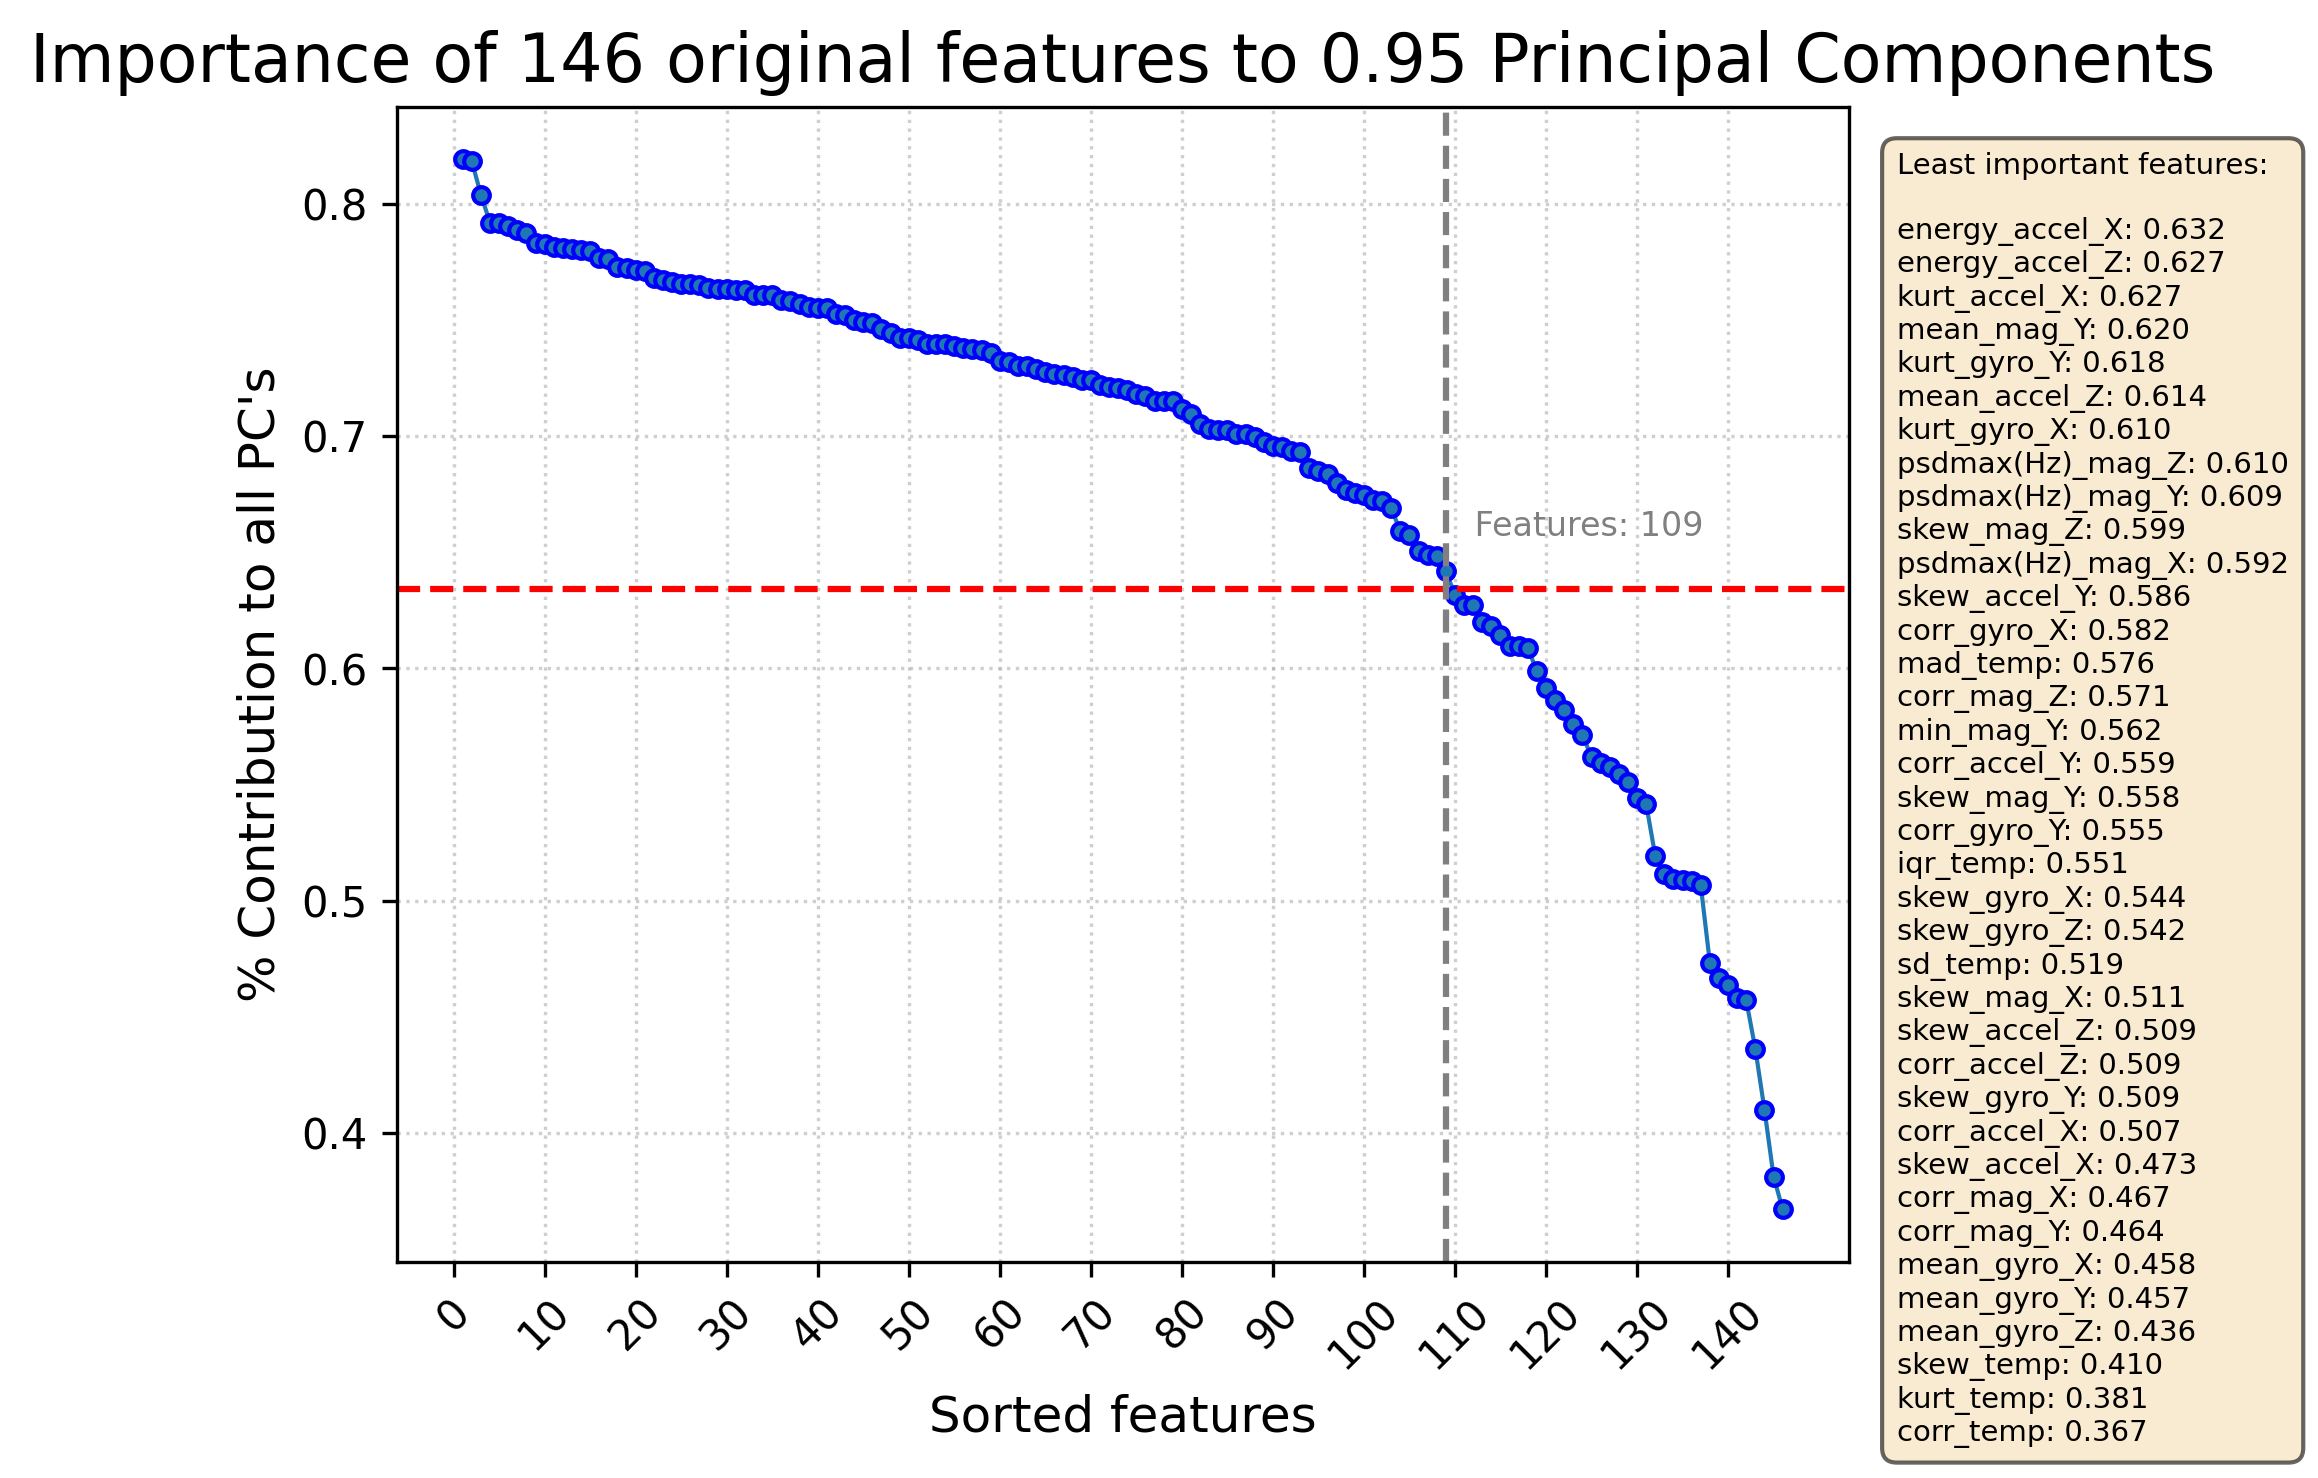 Importance of 146 original features to 0.95 Principal Components
% Contribution to all PC's
0.8
0.7
0.6
0.5
0.4
Features: 109
0
10
20
30
40
50
60
70
80
90
100
110
120
130
140
Sorted features
Least important features:
energy_accel_X: 0.632
energy_accel_Z: 0.627
kurt_accel_X: 0.627
mean_mag_Y: 0.620
kurt_gyro_Y: 0.618
mean_accel_Z: 0.614
kurt_gyro_X: 0.610
psdmax(Hz)_mag_Z: 0.610
psdmax(Hz)_mag_Y: 0.609
skew_mag_Z: 0.599
psdmax(Hz)_mag_X: 0.592
skew_accel_Y: 0.586
corr_gyro_X: 0.582
mad_temp: 0.576
corr_mag_Z: 0.571
min_mag_Y: 0.562
corr_accel_Y: 0.559
skew_mag_Y: 0.558
corr_gyro_Y: 0.555
iqr_temp: 0.551
skew_gyro_X: 0.544
skew_gyro_Z: 0.542
sd_temp: 0.519
skew_mag_X: 0.511
skew_accel_Z: 0.509
corr_accel_Z: 0.509
skew_gyro_Y: 0.509
corr_accel_X: 0.507
skew_accel_X: 0.473
corr_mag_X: 0.467
corr_mag_Y: 0.464
mean_gyro_X: 0.458
mean_gyro_Y: 0.457
mean_gyro_Z: 0.436
skew_temp: 0.410
kurt_temp: 0.381
corr_temp: 0.367